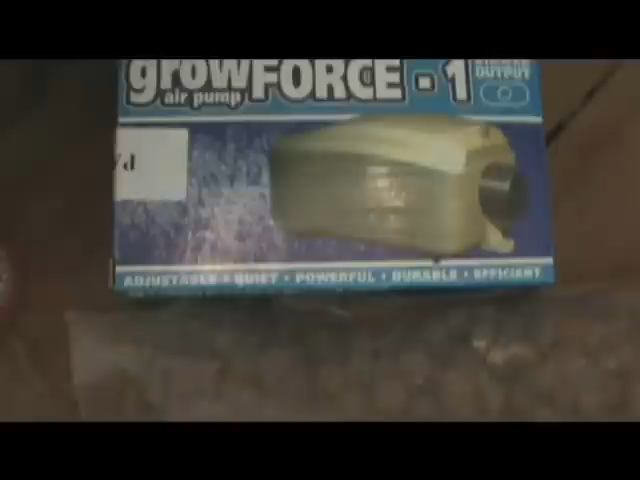 growFORCE - 1
air pump
OUTPUT
ADJUSTABLE • QUIET • POWERFUL • DURABLE • EFFICIENT